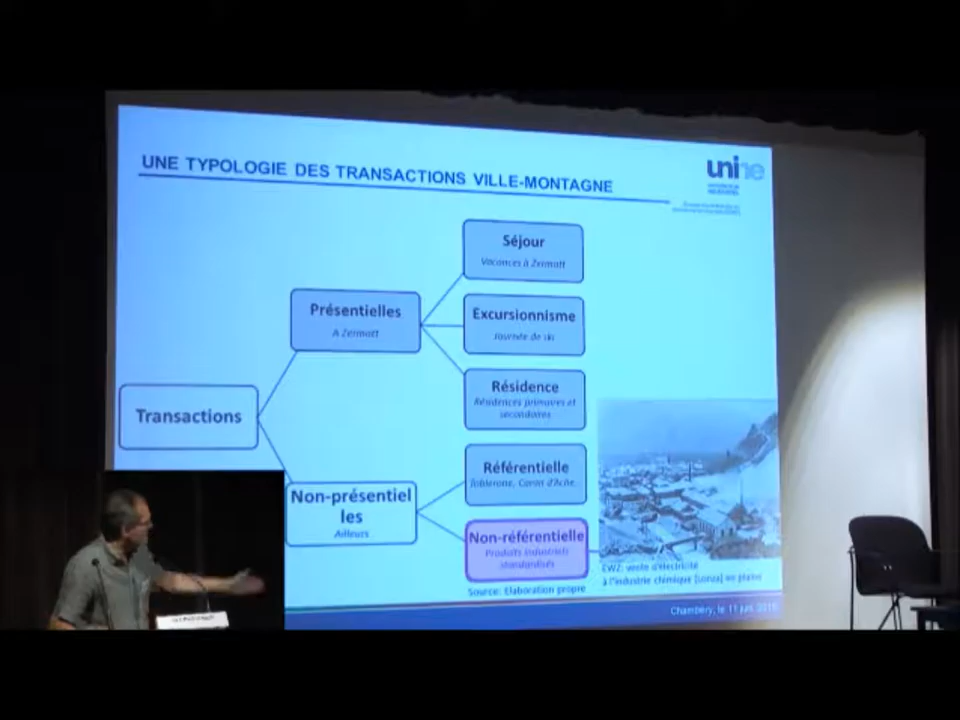 UNE TYPOLOGIE DES TRANSACTIONS VILLE-MONTAGNE
unine
Séjour
Vacances à Zermatt
Présentielles
A Zermatt
Excursionnisme
Journée de ski
Résidence
Résidences primaires et
secondaires
Transactions
Référentielle
Toblerone, Caran d'Ache.
Non-présentiel
les
Ailleurs
Non-référentielle
Produits industriels
standardisés
EWZ: vente d'électricité
à l'industrie chimique [Lonza] en plaine
Source: Elaboration propre
Chambéry, le 11